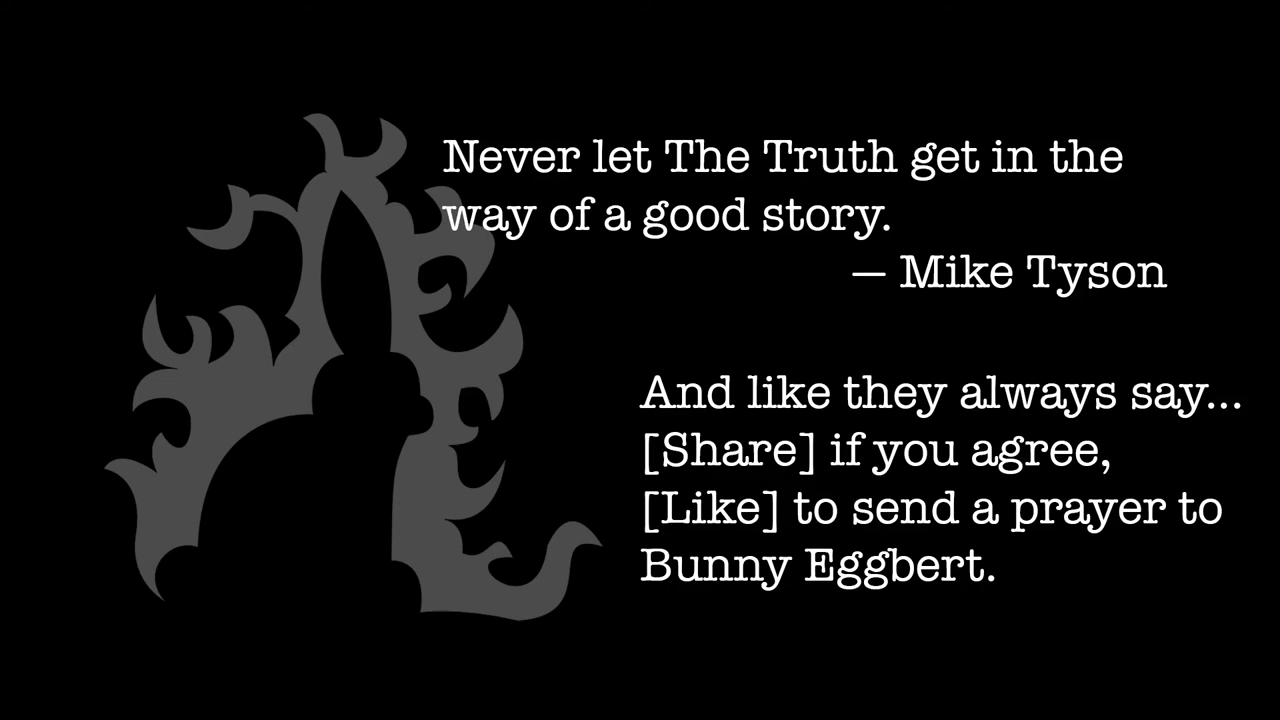 Never let The Truth get in the
way of a good story.
— Mike Tyson
And like they always say...
[Share] if you agree,
[Like] to send a prayer to
Bunny Eggbert.